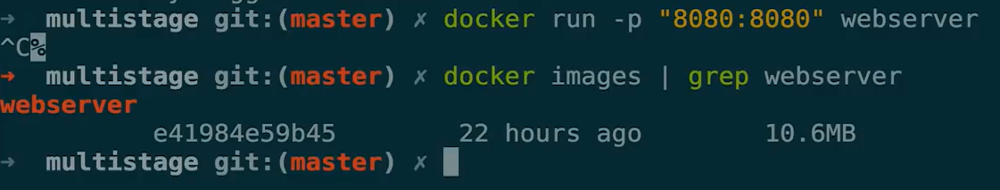 ➜ multistage git:(master) ✗ docker run -p "8080:8080" webserver
^C%
➜ multistage git:(master) ✗ docker images | grep webserver
webserver
e41984e59b45 22 hours ago 10.6MB
➜ multistage git:(master) ✗